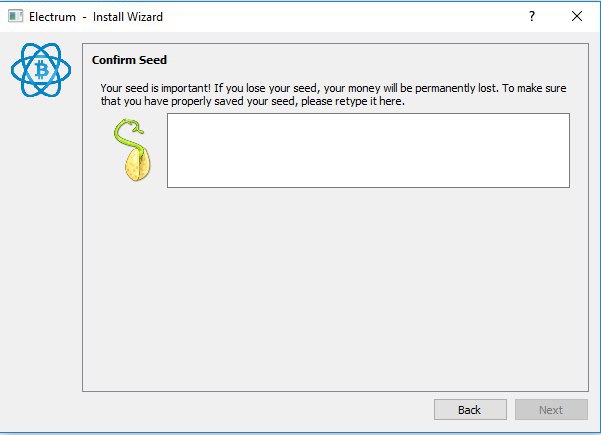 Electrum - Install Wizard
Confirm Seed
Your seed is important! If you lose your seed, your money will be permanently lost. To make sure
that you have properly saved your seed, please retype it here.
Back
Next